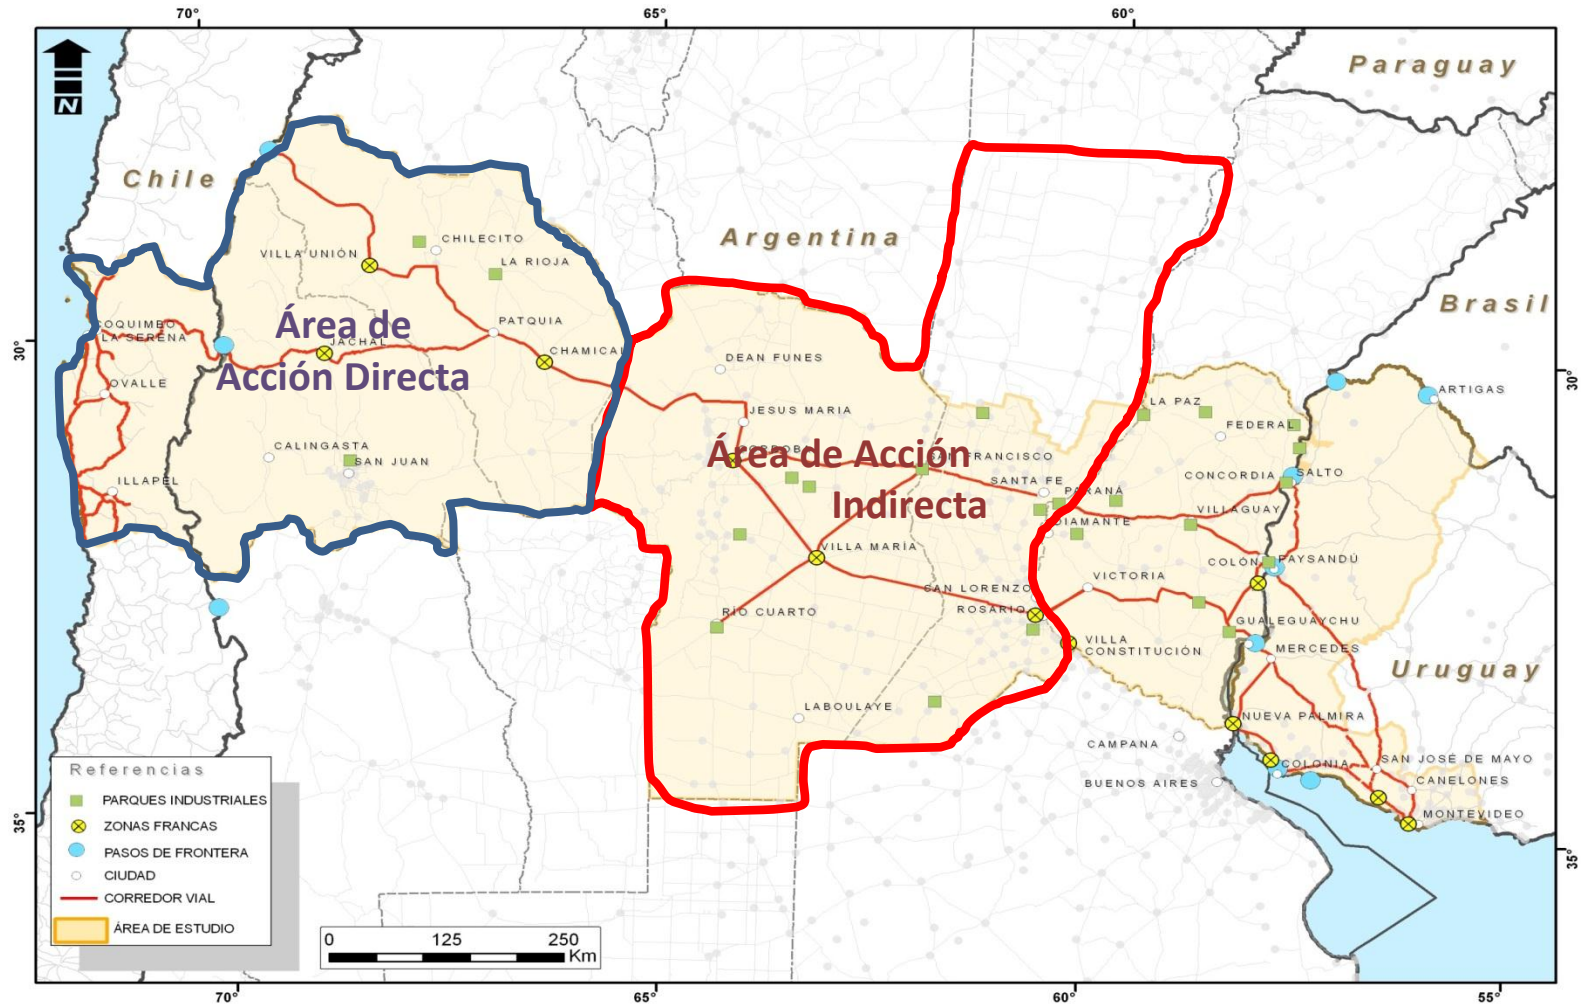 70°
65°
60°
N
Paraguay
Chile
Argentina
Brasil
Uruguay
VILLA UNIÓN
CHILECITO
LA RIOJA
PATQUIA
Área de
Acción Directa
JACHAL
CHAMICAL
COQUIMBO
LA SERENA
OVALLE
ILLAPEL
CALINGASTA
SAN JUAN
30°
30°
DEAN FUNES
JESUS MARIA
CORDOBA
Área de Acción
Indirecta
SAN FRANCISCO
SANTA FE
PARANÁ
DIAMANTE
VILLA MARÍA
RÍO CUARTO
SAN LORENZO
ROSARIO
VILLA
CONSTITUCIÓN
LABOULAYE
LA PAZ
FEDERAL
ARTIGAS
CONCORDIA
SALTO
VILLAGUAY
COLÓN
PAYSANDÚ
VICTORIA
GUALEGUAYCHU
MERCEDES
NUEVA PALMIRA
CAMPANA
BUENOS AIRES
COLONIA
SAN JOSÉ DE MAYO
CANELONES
MONTEVIDEO
35°
35°
Referencias
PARQUES INDUSTRIALES
ZONAS FRANCAS
PASOS DE FRONTERA
CIUDAD
CORREDOR VIAL
ÁREA DE ESTUDIO
0 125 250
Km
70°
65°
60°
55°